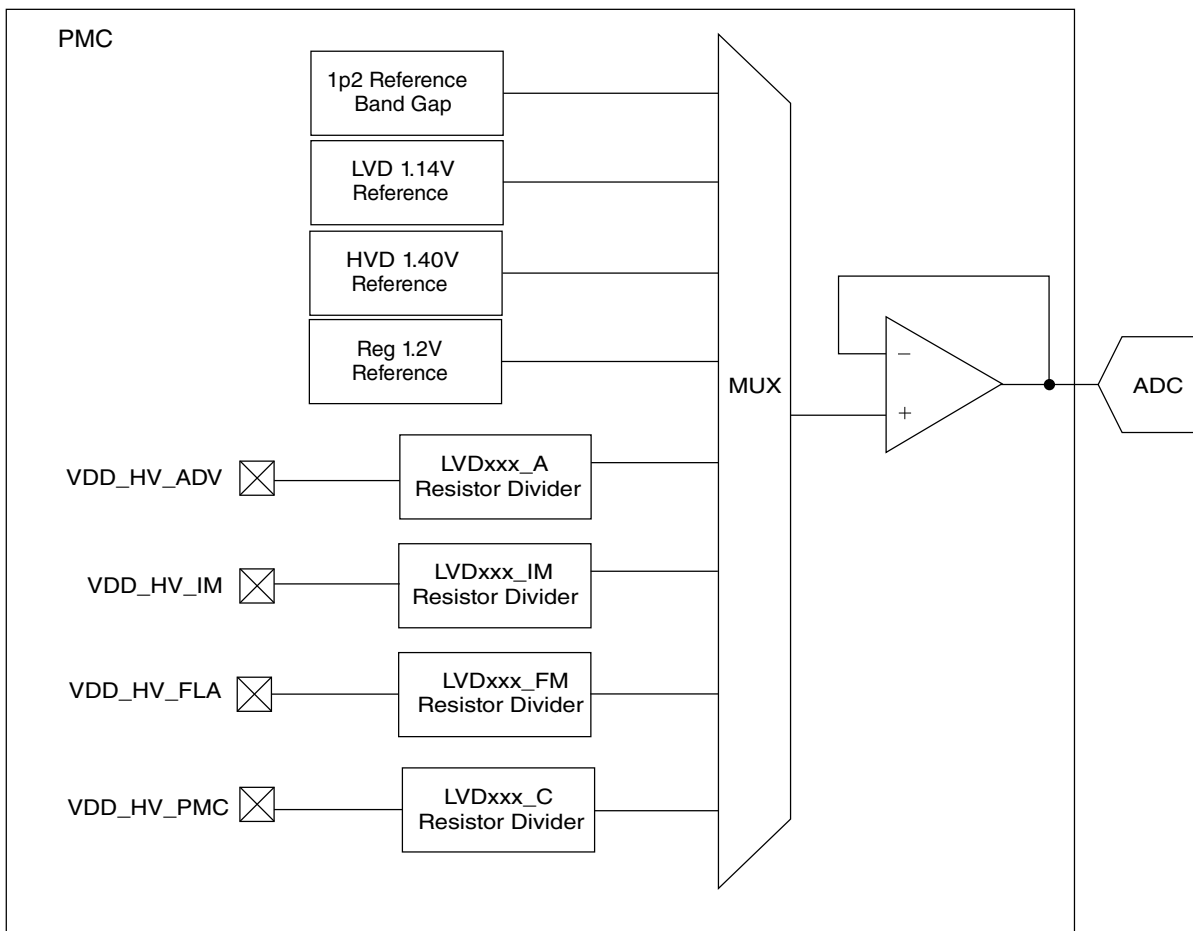 PMC
1p2 Reference
Band Gap
LVD 1.14V
Reference
HVD 1.40V
Reference
Reg 1.2V
Reference
MUX
−
+
ADC
VDD_HV_ADV
LVDxxx_A
Resistor Divider
VDD_HV_IM
LVDxxx_IM
Resistor Divider
VDD_HV_FLA
LVDxxx_FM
Resistor Divider
VDD_HV_PMC
LVDxxx_C
Resistor Divider